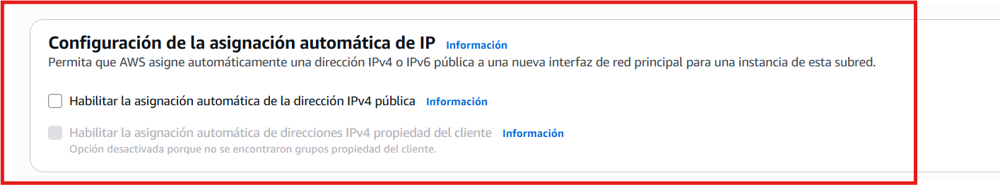 Configuración de la asignación automática de IP Información
Permita que AWS asigne automáticamente una dirección IPv4 o IPv6 pública a una nueva interfaz de red principal para una instancia de esta subred.
Habilitar la asignación automática de la dirección IPv4 pública Información
Habilitar la asignación automática de direcciones IPv4 propiedad del cliente Información
Opción desactivada porque no se encontraron grupos propiedad del cliente.